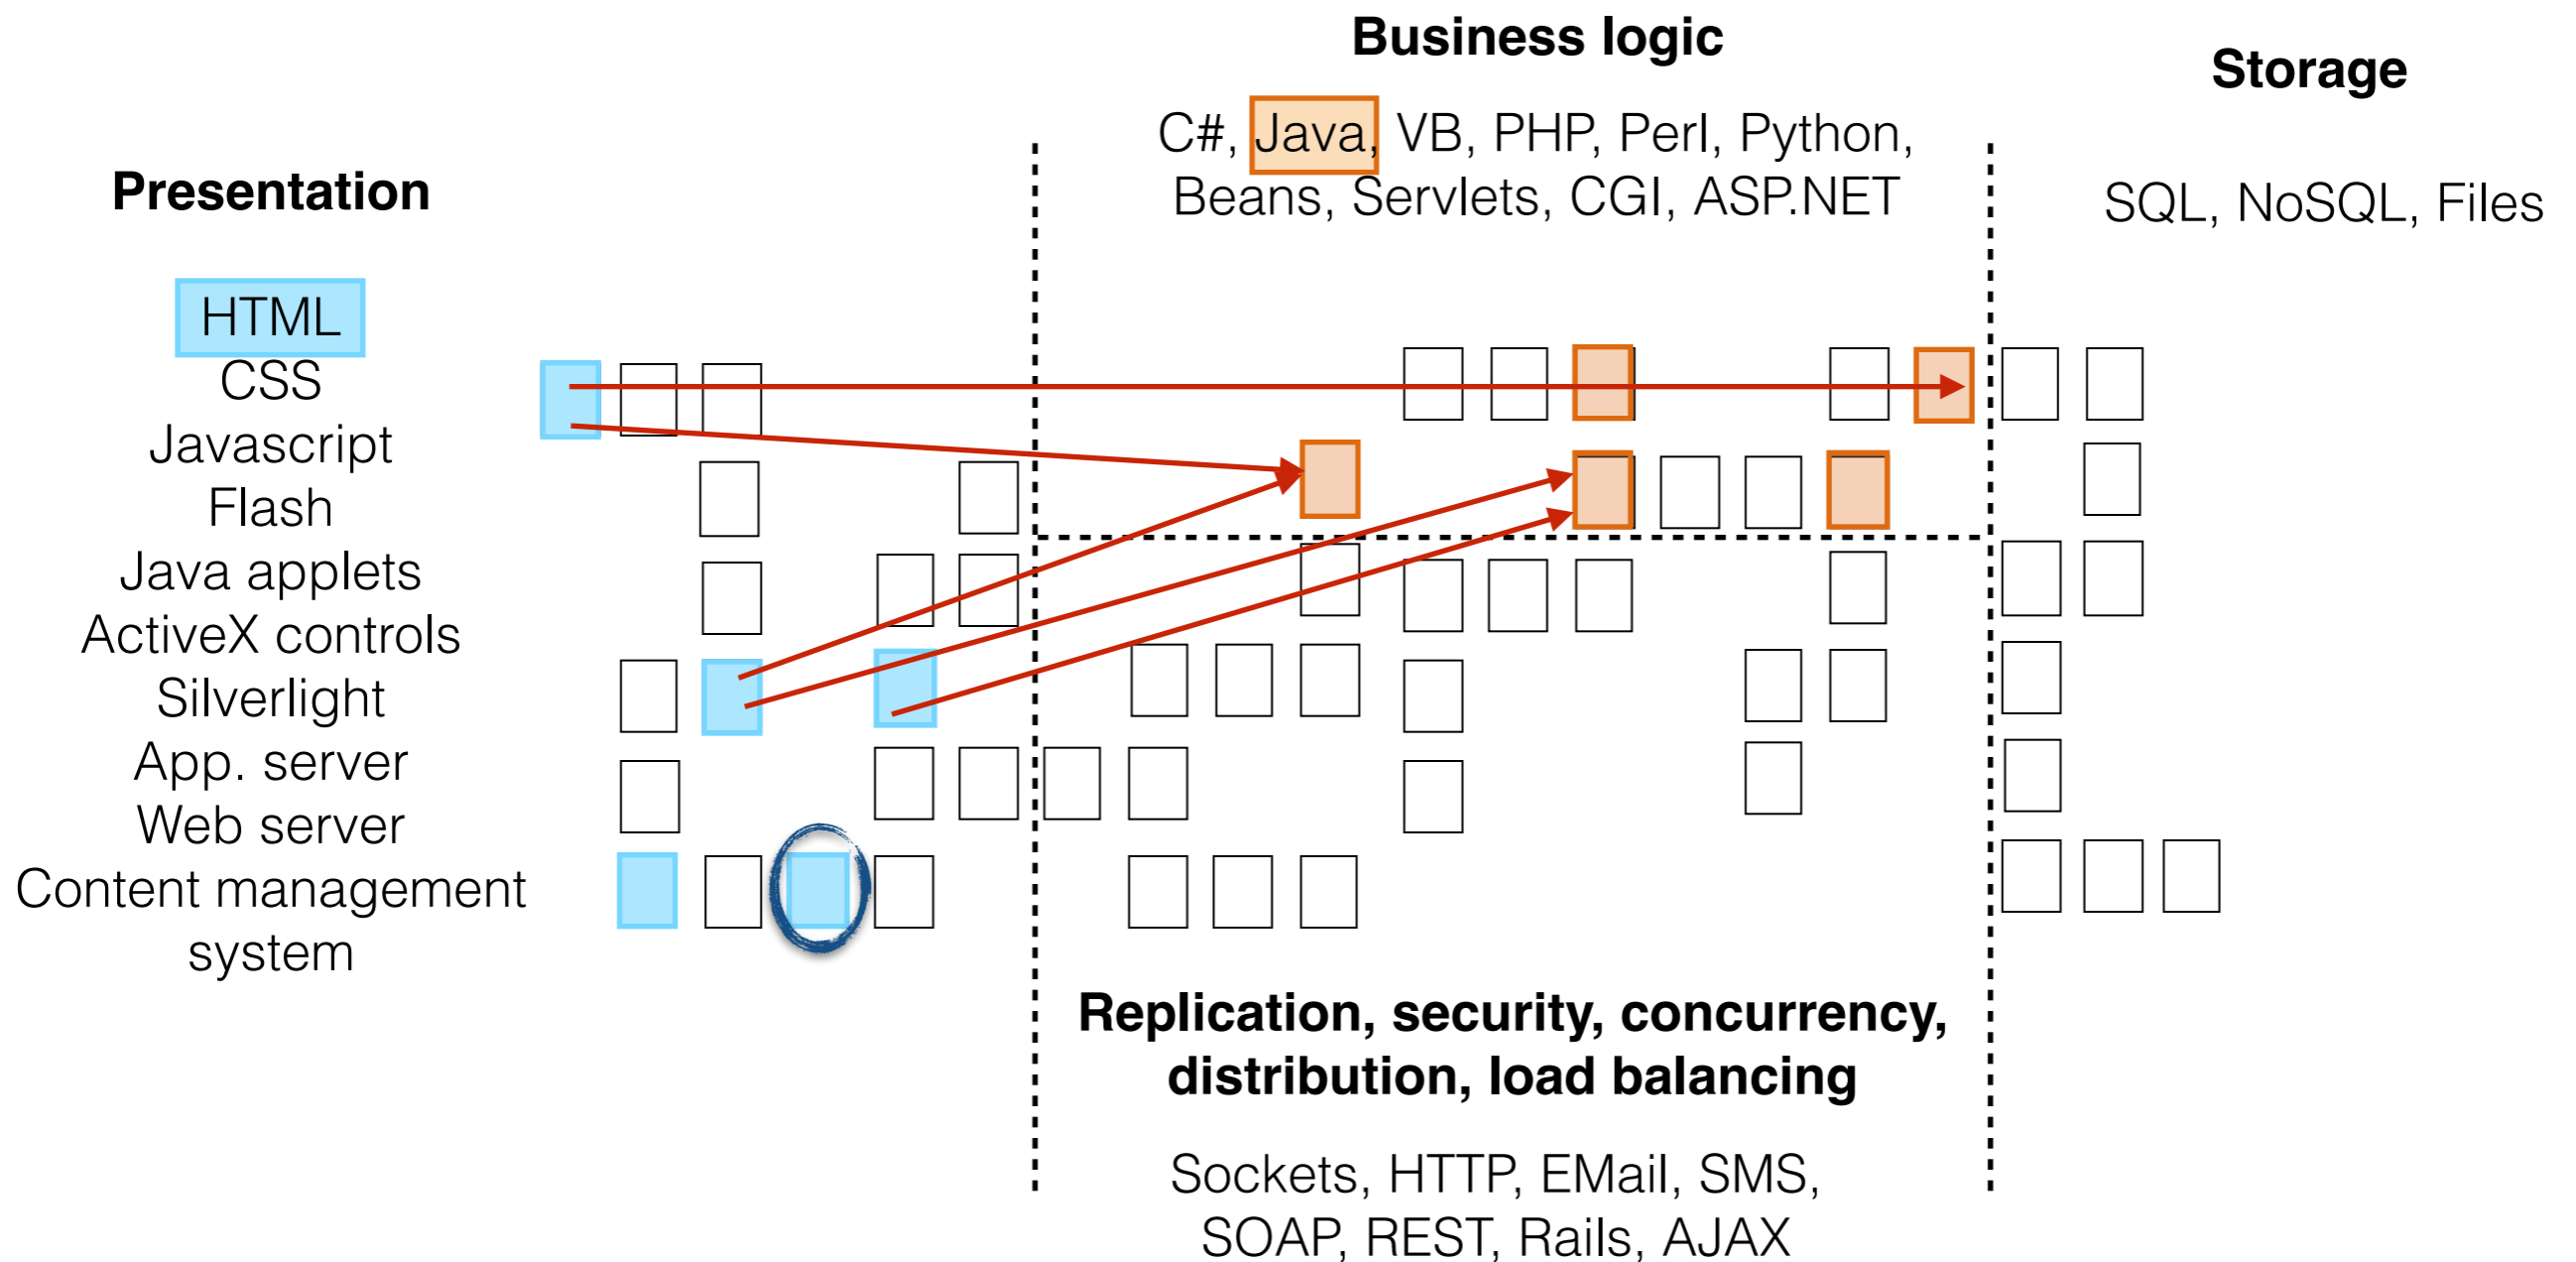 Business logic
C#, Java, VB, PHP, Perl, Python,
Beans, Servlets, CGI, ASP.NET
Storage
SQL, NoSQL, Files
Presentation
HTML
CSS
Javascript
Flash
Java applets
ActiveX controls
Silverlight
App. server
Web server
Content management
system
Replication, security, concurrency,
distribution, load balancing
Sockets, HTTP, EMail, SMS,
SOAP, REST, Rails, AJAX